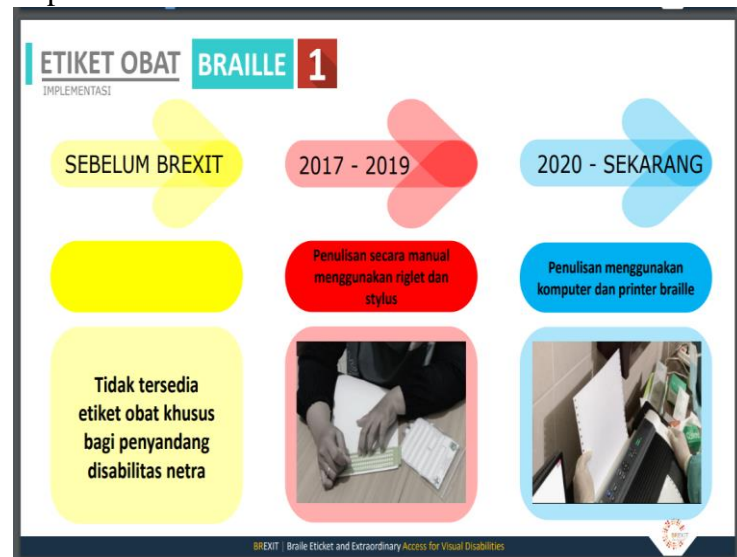 ETIKET OBAT BRAILLE 1
IMPLEMENTASI
SEBELUM BREXIT
2017 - 2019
2020 - SEKARANG
Penulisan secara manual
menggunakan riglet dan
stylus
Penulisan menggunakan
komputer dan printer braille
Tidak tersedia
etiket obat khusus
bagi penyandang
disabilitas netra
BREXIT | Braile Eticket and Extraordinary Access for Visual Disabilities
BREXIT